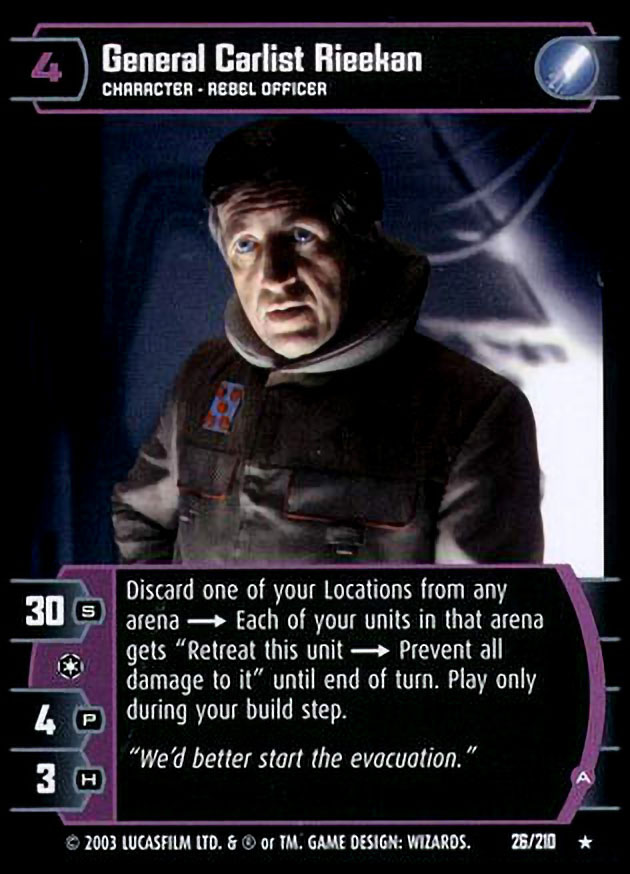 4
General Carlist Rieekan
CHARACTER - REBEL OFFICER
30 S
4 P
3 H
Discard one of your Locations from any
arena ⟶ Each of your units in that arena
gets “Retreat this unit ⟶ Prevent all
damage to it” until end of turn. Play only
during your build step.
“We’d better start the evacuation.”
A
© 2003 LUCASFILM LTD. & ® or TM. GAME DESIGN: WIZARDS. 26/210 ★